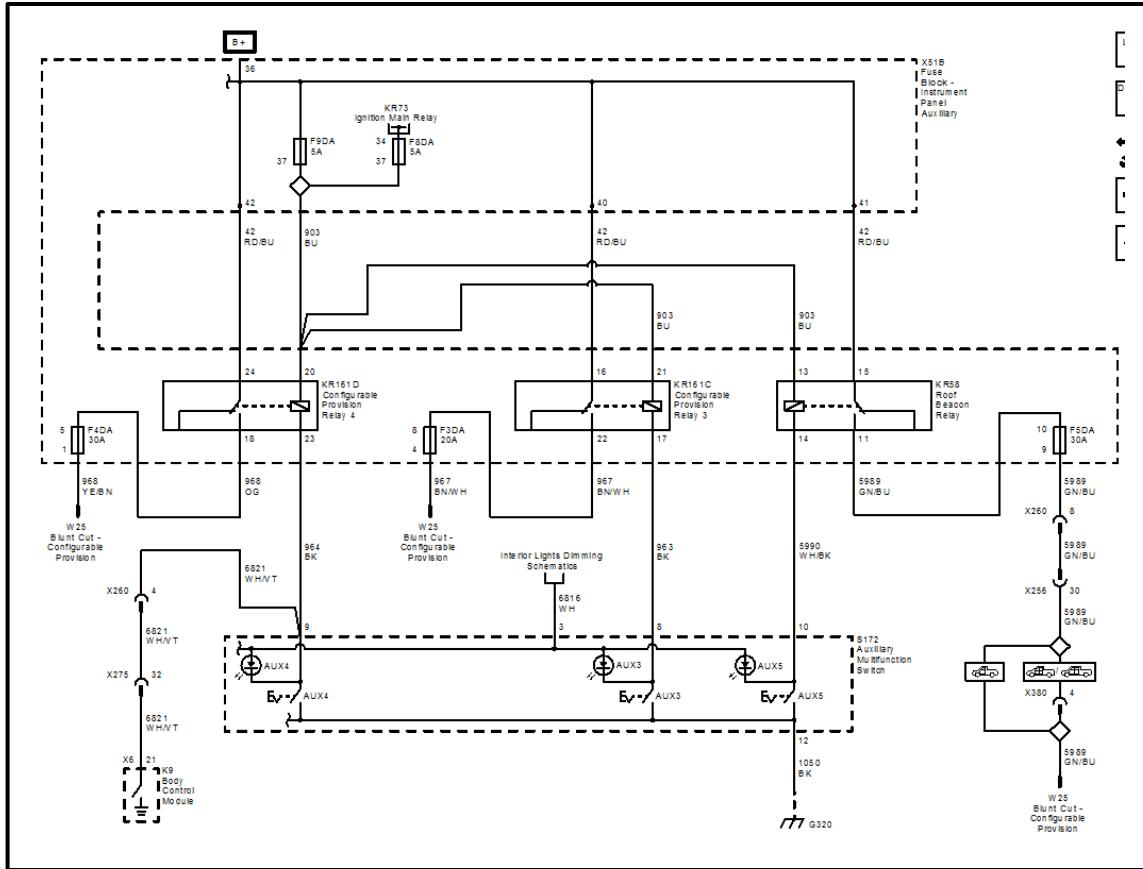 B+
36
X51B
Fuse
Block -
Instrument
Panel
Auxiliary
KR73
Ignition Main Relay
F9DA
5A
37
34
F8DA
5A
37
42
40
41
42
RD/BU
903
BU
42
RD/BU
42
RD/BU
903
BU
903
BU
24
20
16
21
13
15
KR161D
Configurable
Provision
Relay 4
KR161C
Configurable
Provision
Relay 3
KR58
Roof
Beacon
Relay
5
F4DA
30A
1
8
F3DA
20A
4
10
F5DA
30A
9
18
23
22
17
14
11
968
YE/BN
968
OG
967
BN/WH
967
BN/WH
5989
GN/BU
5989
GN/BU
W25
Blunt Cut -
Configurable
Provision
W25
Blunt Cut -
Configurable
Provision
X260
8
5989
GN/BU
964
BK
963
BK
5990
WH/BK
Interior Lights Dimming
Schematics
6821
WH/VT
6816
WH
X260
4
X256
30
5989
GN/BU
6821
WH/VT
9
3
8
10
S172
Auxiliary
Multifunction
Switch
AUX4
AUX3
AUX5
AUX4
AUX3
AUX5
X275
32
6821
WH/VT
/
X380
4
5989
GN/BU
12
1050
BK
X6
21
K9
Body
Control
Module
G320
W25
Blunt Cut -
Configurable
Provision